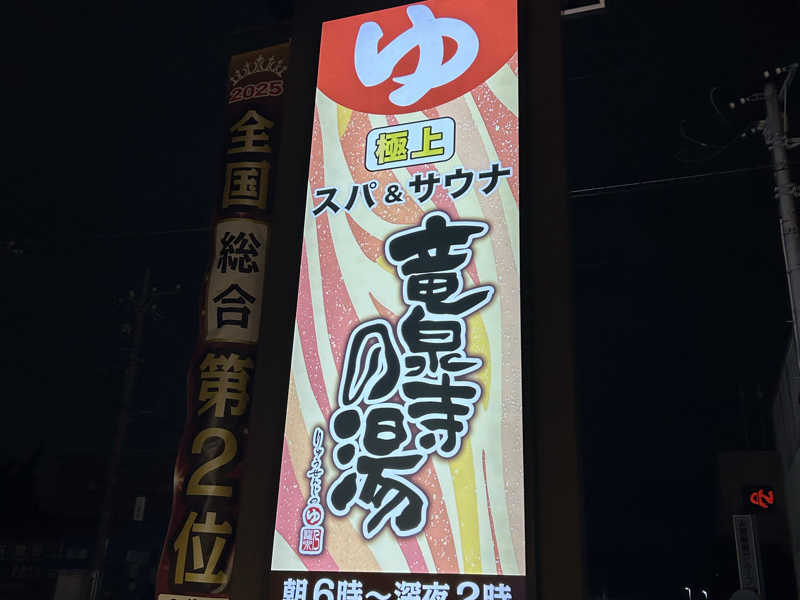 2025
全国
総合
第2位
ゆ
極上
スパ&サウナ
竜泉寺
の湯
りゅうせんじの
ゆ
朝6時～深夜2時
ゆ